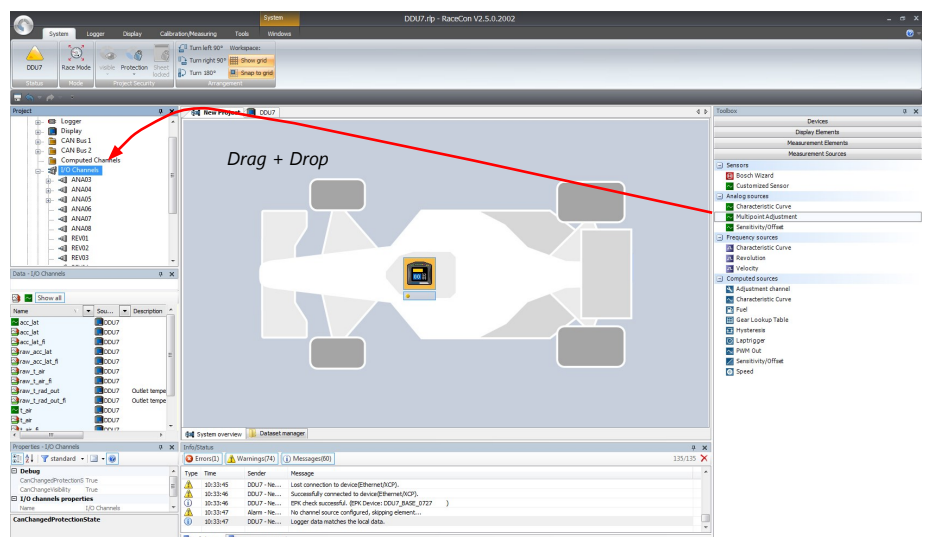 System
DDU7.rlp - RaceCon V2.5.0.2002
System Logger Display Calibration/Measuring Tools Windows
DDU7
Race Mode
visible Protection Sheet locked
Turn left 90° Workspace:
Turn right 90° Show grid
Turn 180° Snap to grid
Status Mode Project Security Arrangement
Project
Logger
Display
CAN Bus 1
CAN Bus 2
Computed Channels
I/O Channels
ANA03
ANA04
ANA05
ANA06
ANA07
ANA08
REV01
REV02
REV03
New Project DDU7
Drag + Drop
System overview Dataset manager
Toolbox
Devices
Display Elements
Measurement Elements
Measurement Sources
Sensors
Bosch Wizard
Customized Sensor
Analog sources
Characteristic Curve
Multipoint Adjustment
Sensitivity/Offset
Frequency sources
Characteristic Curve
Revolution
Velocity
Computed sources
Adjustment channel
Characteristic Curve
Fuel
Gear Lookup Table
Hysteresis
Laptrigger
PWM Out
Sensitivity/Offset
Speed
Data - I/O Channels
Show all
Name Sou... Description
acc_lat DDU7
acc_lat DDU7
acc_lat_fi DDU7
raw_acc_lat DDU7
raw_acc_lat_fi DDU7
raw_t_air DDU7
raw_t_air_fi DDU7
raw_t_rad_out DDU7 Outlet tempe
raw_t_rad_out_fi DDU7 Outlet tempe
t_air DDU7
t_air DDU7
t_air_fi DDU7
Properties - I/O Channels
standard
Debug
CanChangedProtectionS True
CanChangeVisibility True
I/O channels properties
Name I/O Channels
CanChangedProtectionState
Info/Status
Errors(1) Warnings(74) Messages(60) 135/135
Type Time Sender Message
10:33:45 DDU7 - Ne... Lost connection to device(Ethernet/XCP).
10:33:46 DDU7 - Ne... Successfully connected to device(Ethernet/XCP).
10:33:46 DDU7 - Ne... EPK check successful. (EPK Device: DDU7_BASE_0727 )
10:33:47 Alarm - Ne... No channel source configured, skipping element...
10:33:47 DDU7 - Ne... Logger data matches the local data.